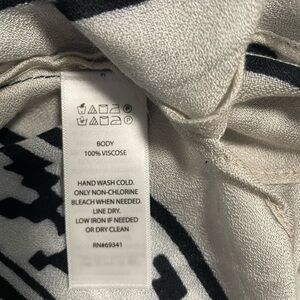 BODY
100% VISCOSE
HAND WASH COLD.
ONLY NON-CHLORINE
BLEACH WHEN NEEDED.
LINE DRY.
LOW IRON IF NEEDED
OR DRY CLEAN
RN#69341